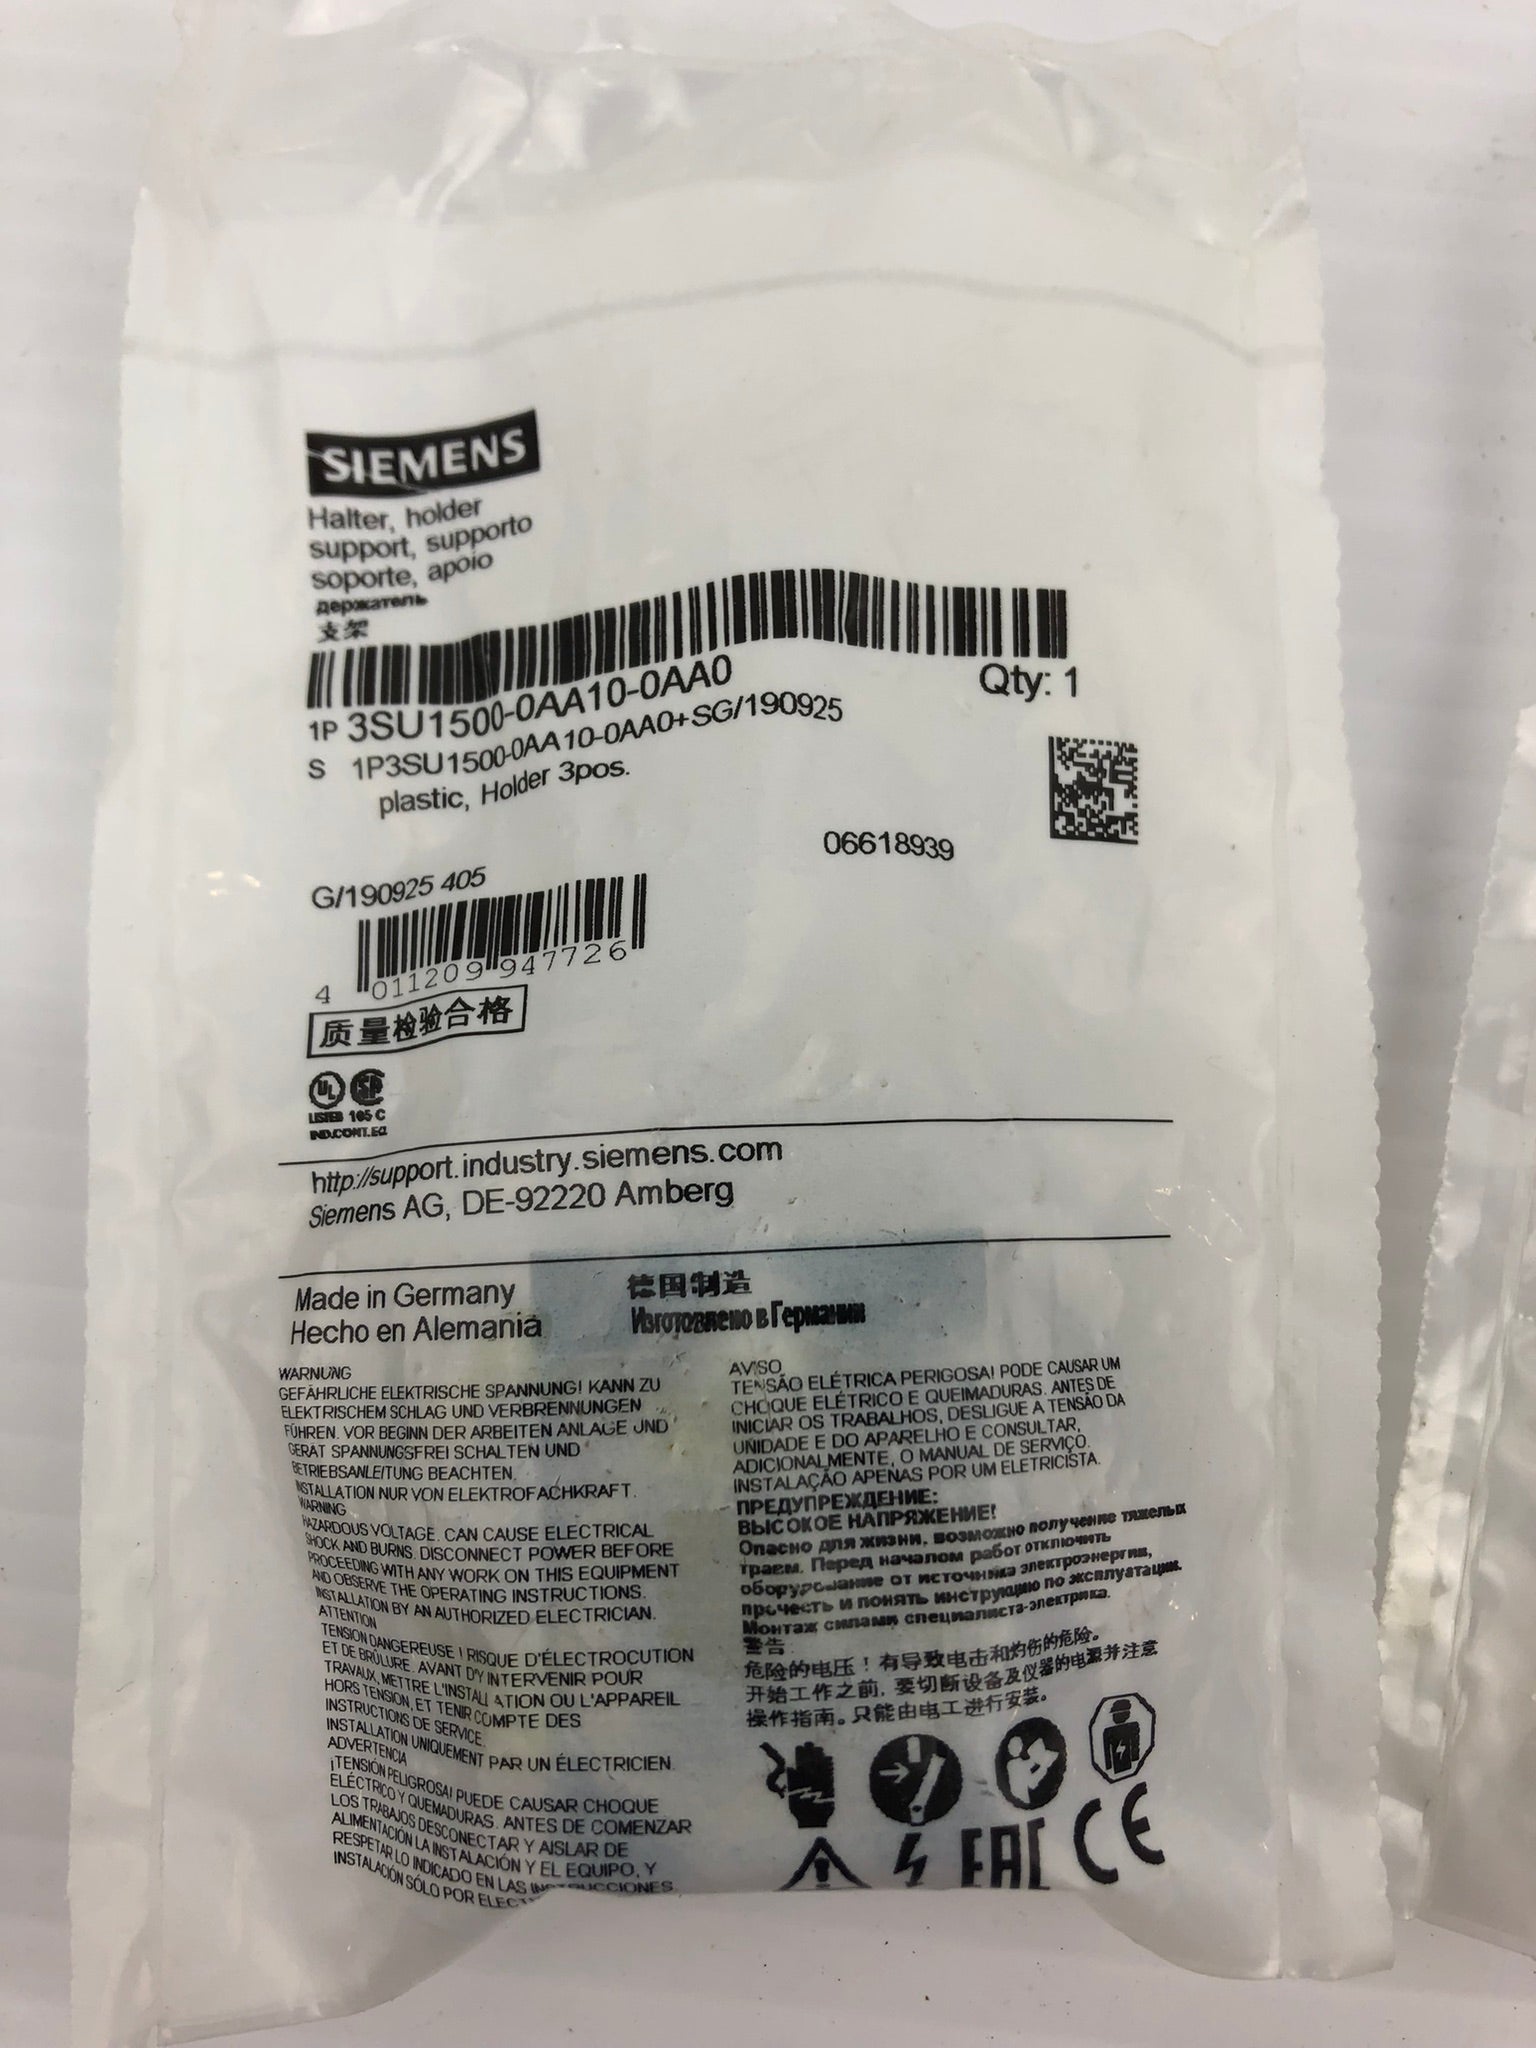 SIEMENS
Halter, holder
support, supporto
soporte, apoio
держатель
支架
1P 3SU1500-0AA10-0AA0
Qty: 1
S 1P3SU1500-0AA10-0AA0+SG/190925
plastic, Holder 3pos.
06618939
G/190925 405
4 011209 947726
质量检验合格
UL
LISTED 165 C
IND.CONT.EQ
http://support.industry.siemens.com
Siemens AG, DE-92220 Amberg
Made in Germany
Hecho en Alemania
德国制造
Изготовлено в Германии
WARNUNG
GEFÄHRLICHE ELEKTRISCHE SPANNUNG! KANN ZU
ELEKTRISCHEM SCHLAG UND VERBRENNUNGEN
FÜHREN. VOR BEGINN DER ARBEITEN ANLAGE UND
GERÄT SPANNUNGSFREI SCHALTEN UND
BETRIEBSANLEITUNG BEACHTEN.
INSTALLATION NUR VON ELEKTROFACHKRAFT.
WARNING
HAZARDOUS VOLTAGE. CAN CAUSE ELECTRICAL
SHOCK AND BURNS. DISCONNECT POWER BEFORE
PROCEEDING WITH ANY WORK ON THIS EQUIPMENT
AND OBSERVE THE OPERATING INSTRUCTIONS.
INSTALLATION BY AN AUTHORIZED ELECTRICIAN.
ATTENTION
TENSION DANGEREUSE ! RISQUE D'ÉLECTROCUTION
ET DE BRÛLURE. AVANT D'Y INTERVENIR POUR
TRAVAUX, METTRE L'INSTALLATION OU L'APPAREIL
HORS TENSION, ET TENIR COMPTE DES
INSTRUCTIONS DE SERVICE.
INSTALLATION UNIQUEMENT PAR UN ÉLECTRICIEN.
ADVERTENCIA
¡TENSIÓN PELIGROSA! PUEDE CAUSAR CHOQUE
ELÉCTRICO Y QUEMADURAS. ANTES DE COMENZAR
LOS TRABAJOS DESCONECTAR Y AISLAR DE
ALIMENTACIÓN LA INSTALACIÓN Y EL EQUIPO, Y
RESPETAR LO INDICADO EN LAS INSTRUCCIONES
INSTALACIÓN SÓLO POR
AVISO
TENSÃO ELÉTRICA PERIGOSA! PODE CAUSAR UM
CHOQUE ELÉTRICO E QUEIMADURAS. ANTES DE
INICIAR OS TRABALHOS, DESLIGUE A TENSÃO DA
UNIDADE E DO APARELHO E CONSULTAR,
ADICIONALMENTE, O MANUAL DE SERVIÇO.
INSTALAÇÃO APENAS POR UM ELETRICISTA.
ПРЕДУПРЕЖДЕНИЕ:
ВЫСОКОЕ НАПРЯЖЕНИЕ!
Опасно для жизни, возможно получение тяжелых
травм. Перед началом работ отключить
оборудование от источника электроэнергии,
прочесть и понять инструкцию по эксплуатации.
Монтаж силами специалиста-электрика.
警告
危险的电压！有导致电击和灼伤的危险。
开始工作之前，要切断设备及仪器的电源并注意
操作指南。只能由电工进行安装。
EAC CE